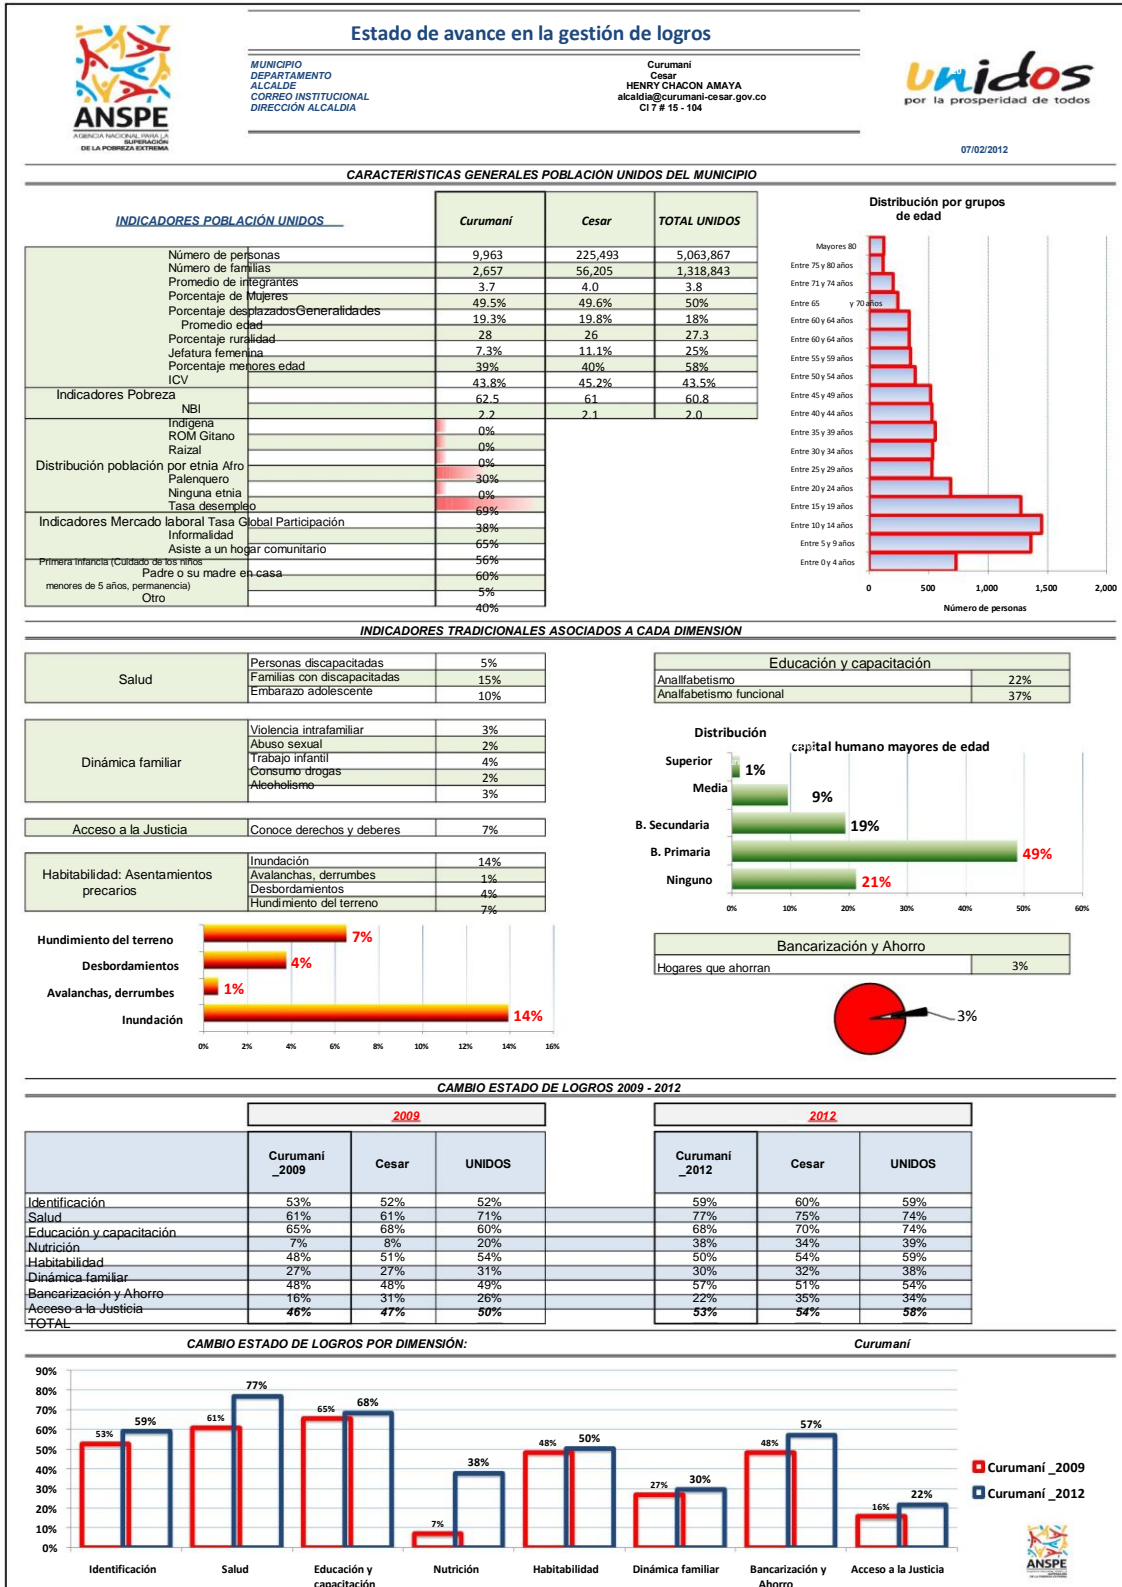 Estado de avance en la gestión de logros
MUNICIPIO Curumaní
DEPARTAMENTO Cesar
ALCALDE HENRY CHACON AMAYA
CORREO INSTITUCIONAL alcaldia@curumani-cesar.gov.co
DIRECCIÓN ALCALDIA Cl 7 # 15 - 104
ANSPE
AGENCIA NACIONAL PARA LA
SUPERACIÓN
DE LA POBREZA EXTREMA
unidos
por la prosperidad de todos
07/02/2012
CARACTERÍSTICAS GENERALES POBLACIÓN UNIDOS DEL MUNICIPIO
INDICADORES POBLACIÓN UNIDOS Curumaní Cesar TOTAL UNIDOS
Número de personas 9,963 225,493 5,063,867
Número de familias 2,657 56,205 1,318,843
Promedio de integrantes 3.7 4.0 3.8
Porcentaje de Mujeres 49.5% 49.6% 50%
Porcentaje desplazados Generalidades 19.3% 19.8% 18%
Promedio edad 28 26 27.3
Porcentaje ruralidad 7.3% 11.1% 25%
Jefatura femenina 39% 40% 58%
Porcentaje menores edad 43.8% 45.2% 43.5%
ICV 62.5 61 60.8
Indicadores Pobreza
NBI 2.2 2.1 2.0
Indígena 0%
ROM Gitano 0%
Raizal 0%
Distribución población por etnia Afro 30%
Palenquero 0%
Ninguna etnia 69%
Tasa desempleo 38%
Indicadores Mercado laboral Tasa Global Participación 65%
Informalidad 56%
Asiste a un hogar comunitario 60%
Primera infancia (Cuidado de los niños
Padre o su madre en casa 5%
menores de 5 años, permanencia)
Otro 40%
Distribución por grupos
de edad
Mayores 80
Entre 75 y 80 años
Entre 71 y 74 años
Entre 65 y 70 años
Entre 60 y 64 años
Entre 60 y 64 años
Entre 55 y 59 años
Entre 50 y 54 años
Entre 45 y 49 años
Entre 40 y 44 años
Entre 35 y 39 años
Entre 30 y 34 años
Entre 25 y 29 años
Entre 20 y 24 años
Entre 15 y 19 años
Entre 10 y 14 años
Entre 5 y 9 años
Entre 0 y 4 años
0 500 1,000 1,500 2,000
Número de personas
INDICADORES TRADICIONALES ASOCIADOS A CADA DIMENSIÓN
Salud
Personas discapacitadas 5%
Familias con discapacitadas 15%
Embarazo adolescente 10%
Dinámica familiar
Violencia intrafamiliar 3%
Abuso sexual 2%
Trabajo infantil 4%
Consumo drogas 2%
Alcoholismo 3%
Acceso a la Justicia Conoce derechos y deberes 7%
Habitabilidad: Asentamientos
precarios
Inundación 14%
Avalanchas, derrumbes 1%
Desbordamientos 4%
Hundimiento del terreno 7%
Hundimiento del terreno 7%
Desbordamientos 4%
Avalanchas, derrumbes 1%
Inundación 14%
0% 2% 4% 6% 8% 10% 12% 14% 16%
Educación y capacitación
Anallfabetismo 22%
Analfabetismo funcional 37%
Distribución
capital humano mayores de edad
Superior 1%
Media 9%
B. Secundaria 19%
B. Primaria 49%
Ninguno 21%
0% 10% 20% 30% 40% 50% 60%
Bancarización y Ahorro
Hogares que ahorran 3%
3%
CAMBIO ESTADO DE LOGROS 2009 - 2012
2009 2012
Curumaní
_2009 Cesar UNIDOS
Curumaní
_2012 Cesar UNIDOS
Identificación 53% 52% 52% 59% 60% 59%
Salud 61% 61% 71% 77% 75% 74%
Educación y capacitación 65% 68% 60% 68% 70% 74%
Nutrición 7% 8% 20% 38% 34% 39%
Habitabilidad 48% 51% 54% 50% 54% 59%
Dinámica familiar 27% 27% 31% 30% 32% 38%
Bancarización y Ahorro 48% 48% 49% 57% 51% 54%
Acceso a la Justicia 16% 31% 26% 22% 35% 34%
TOTAL 46% 47% 50% 53% 54% 58%
CAMBIO ESTADO DE LOGROS POR DIMENSIÓN: Curumaní
90%
80%
70%
60%
50%
40%
30%
20%
10%
0%
53% 59% 61% 77% 65% 68% 7% 38% 48% 50% 27% 30% 48% 57% 16% 22%
Identificación Salud Educación y
capacitación Nutrición Habitabilidad Dinámica familiar Bancarización y
Ahorro Acceso a la Justicia
Curumaní _2009
Curumaní _2012
ANSPE